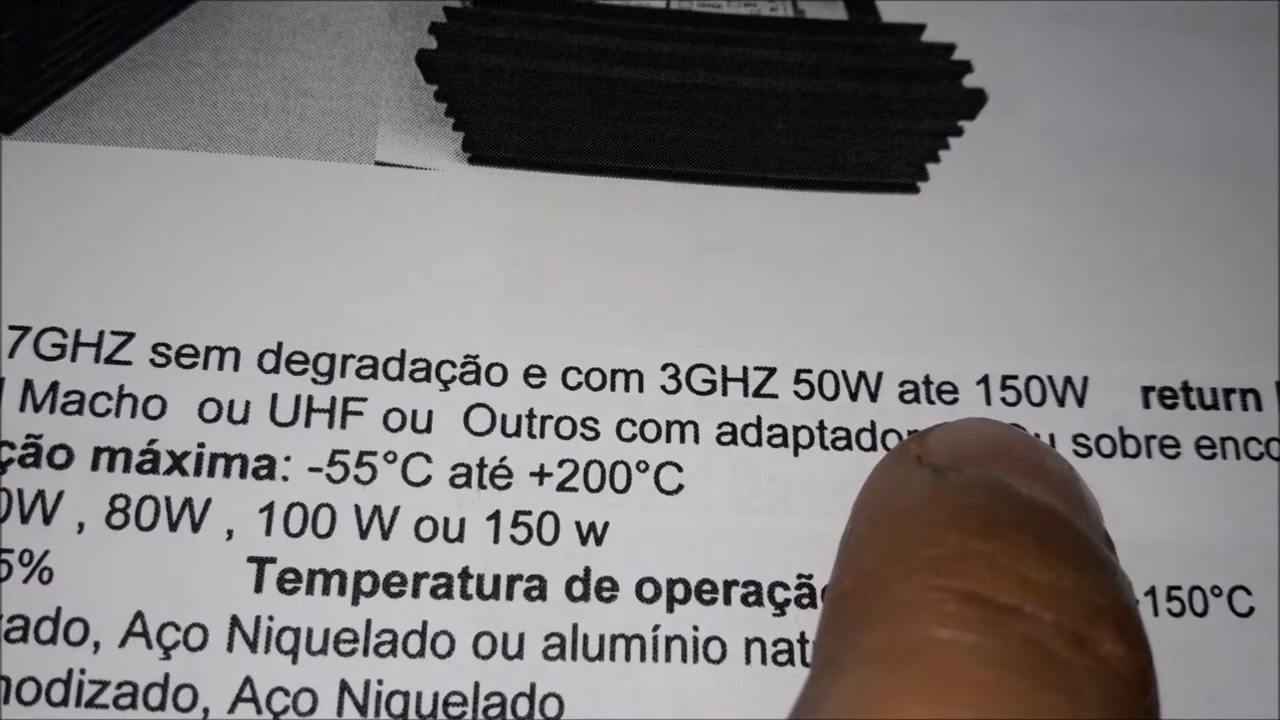 7GHZ sem degradação e com 3GHZ 50W ate 150W return
Macho ou UHF ou Outros com adaptado sobre enco
ção máxima: -55°C até +200°C
0W , 80W , 100 W ou 150 w
5% Temperatura de operaçã 150°C
ado, Aço Niquelado ou alumínio nat
nodizado, Aço Niquelado